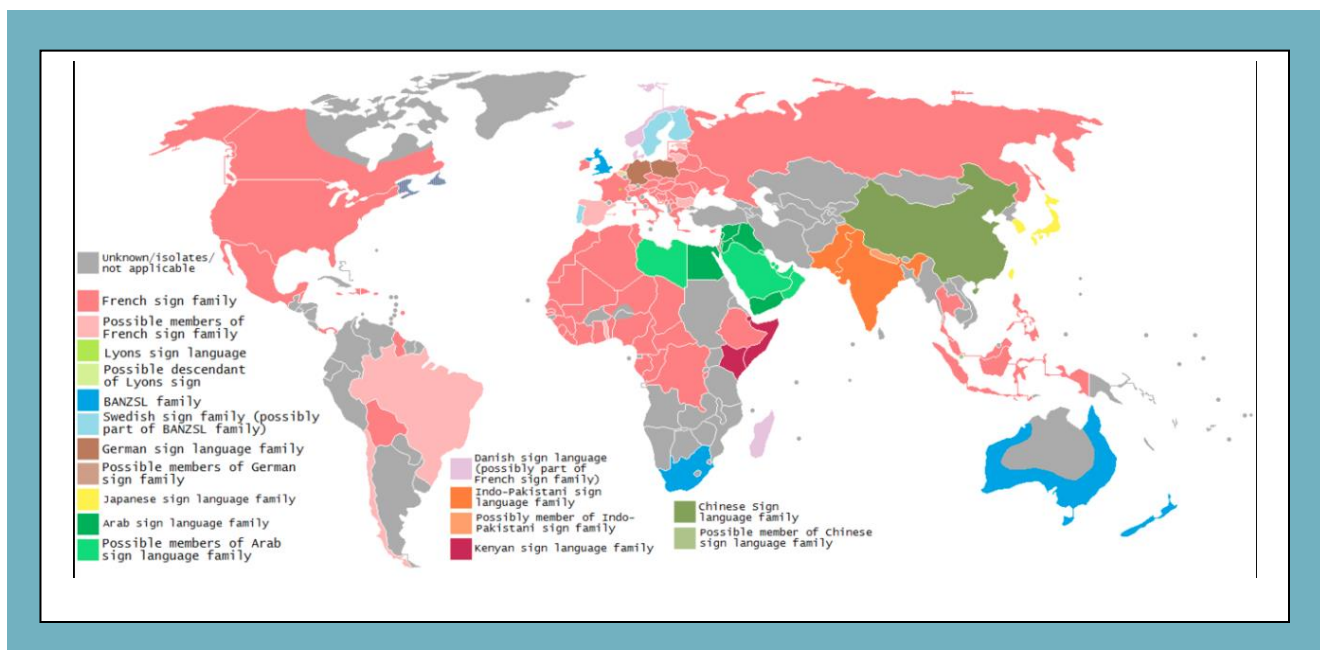 Unknown/isolates/
not applicable
French sign family
Possible members of
French sign family
Lyons sign language
Possible descendant
of Lyons sign
BANZSL family
Swedish sign family (possibly
part of BANZSL family)
German sign language family
Possible members of German
sign family
Japanese sign language family
Arab sign language family
Possible members of Arab
sign language family
Danish sign language
(possibly part of
French sign family)
Indo-Pakistani sign
language family
Possibly member of Indo-
Pakistani sign family
Kenyan sign language family
Chinese Sign
language family
Possible member of Chinese
sign language family